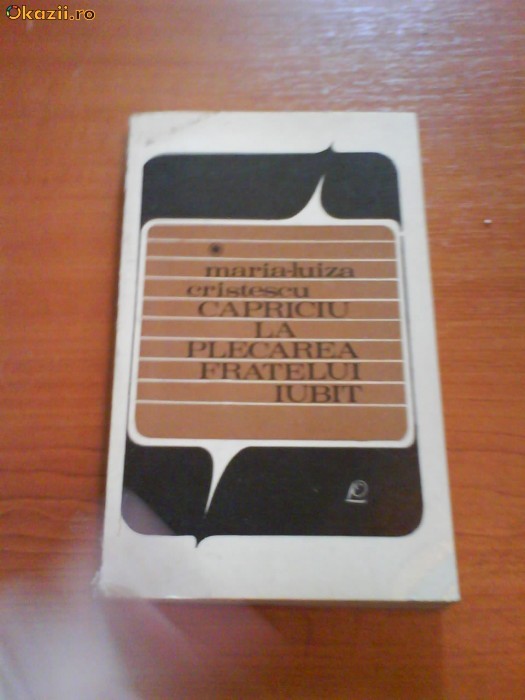 Okazii.ro
maria-luiza
cristescu
CAPRICIU
LA
PLECAREA
FRATELUI
IUBIT